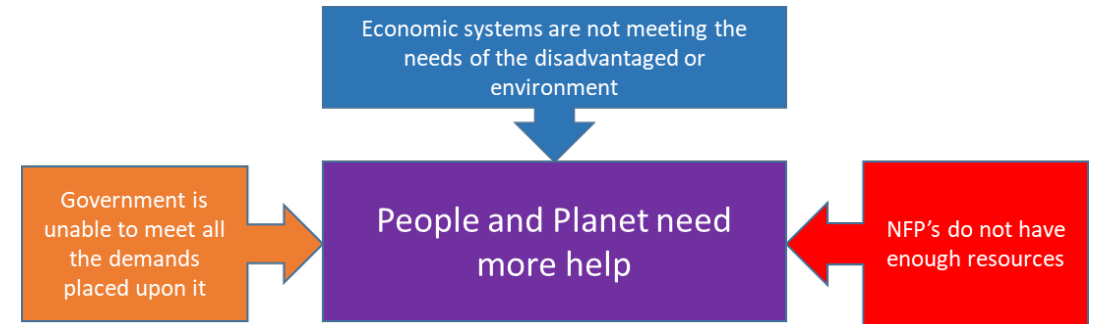 Economic systems are not meeting the
needs of the disadvantaged or
environment
Government is
unable to meet all
the demands
placed upon it
People and Planet need
more help
NFP’s do not have
enough resources